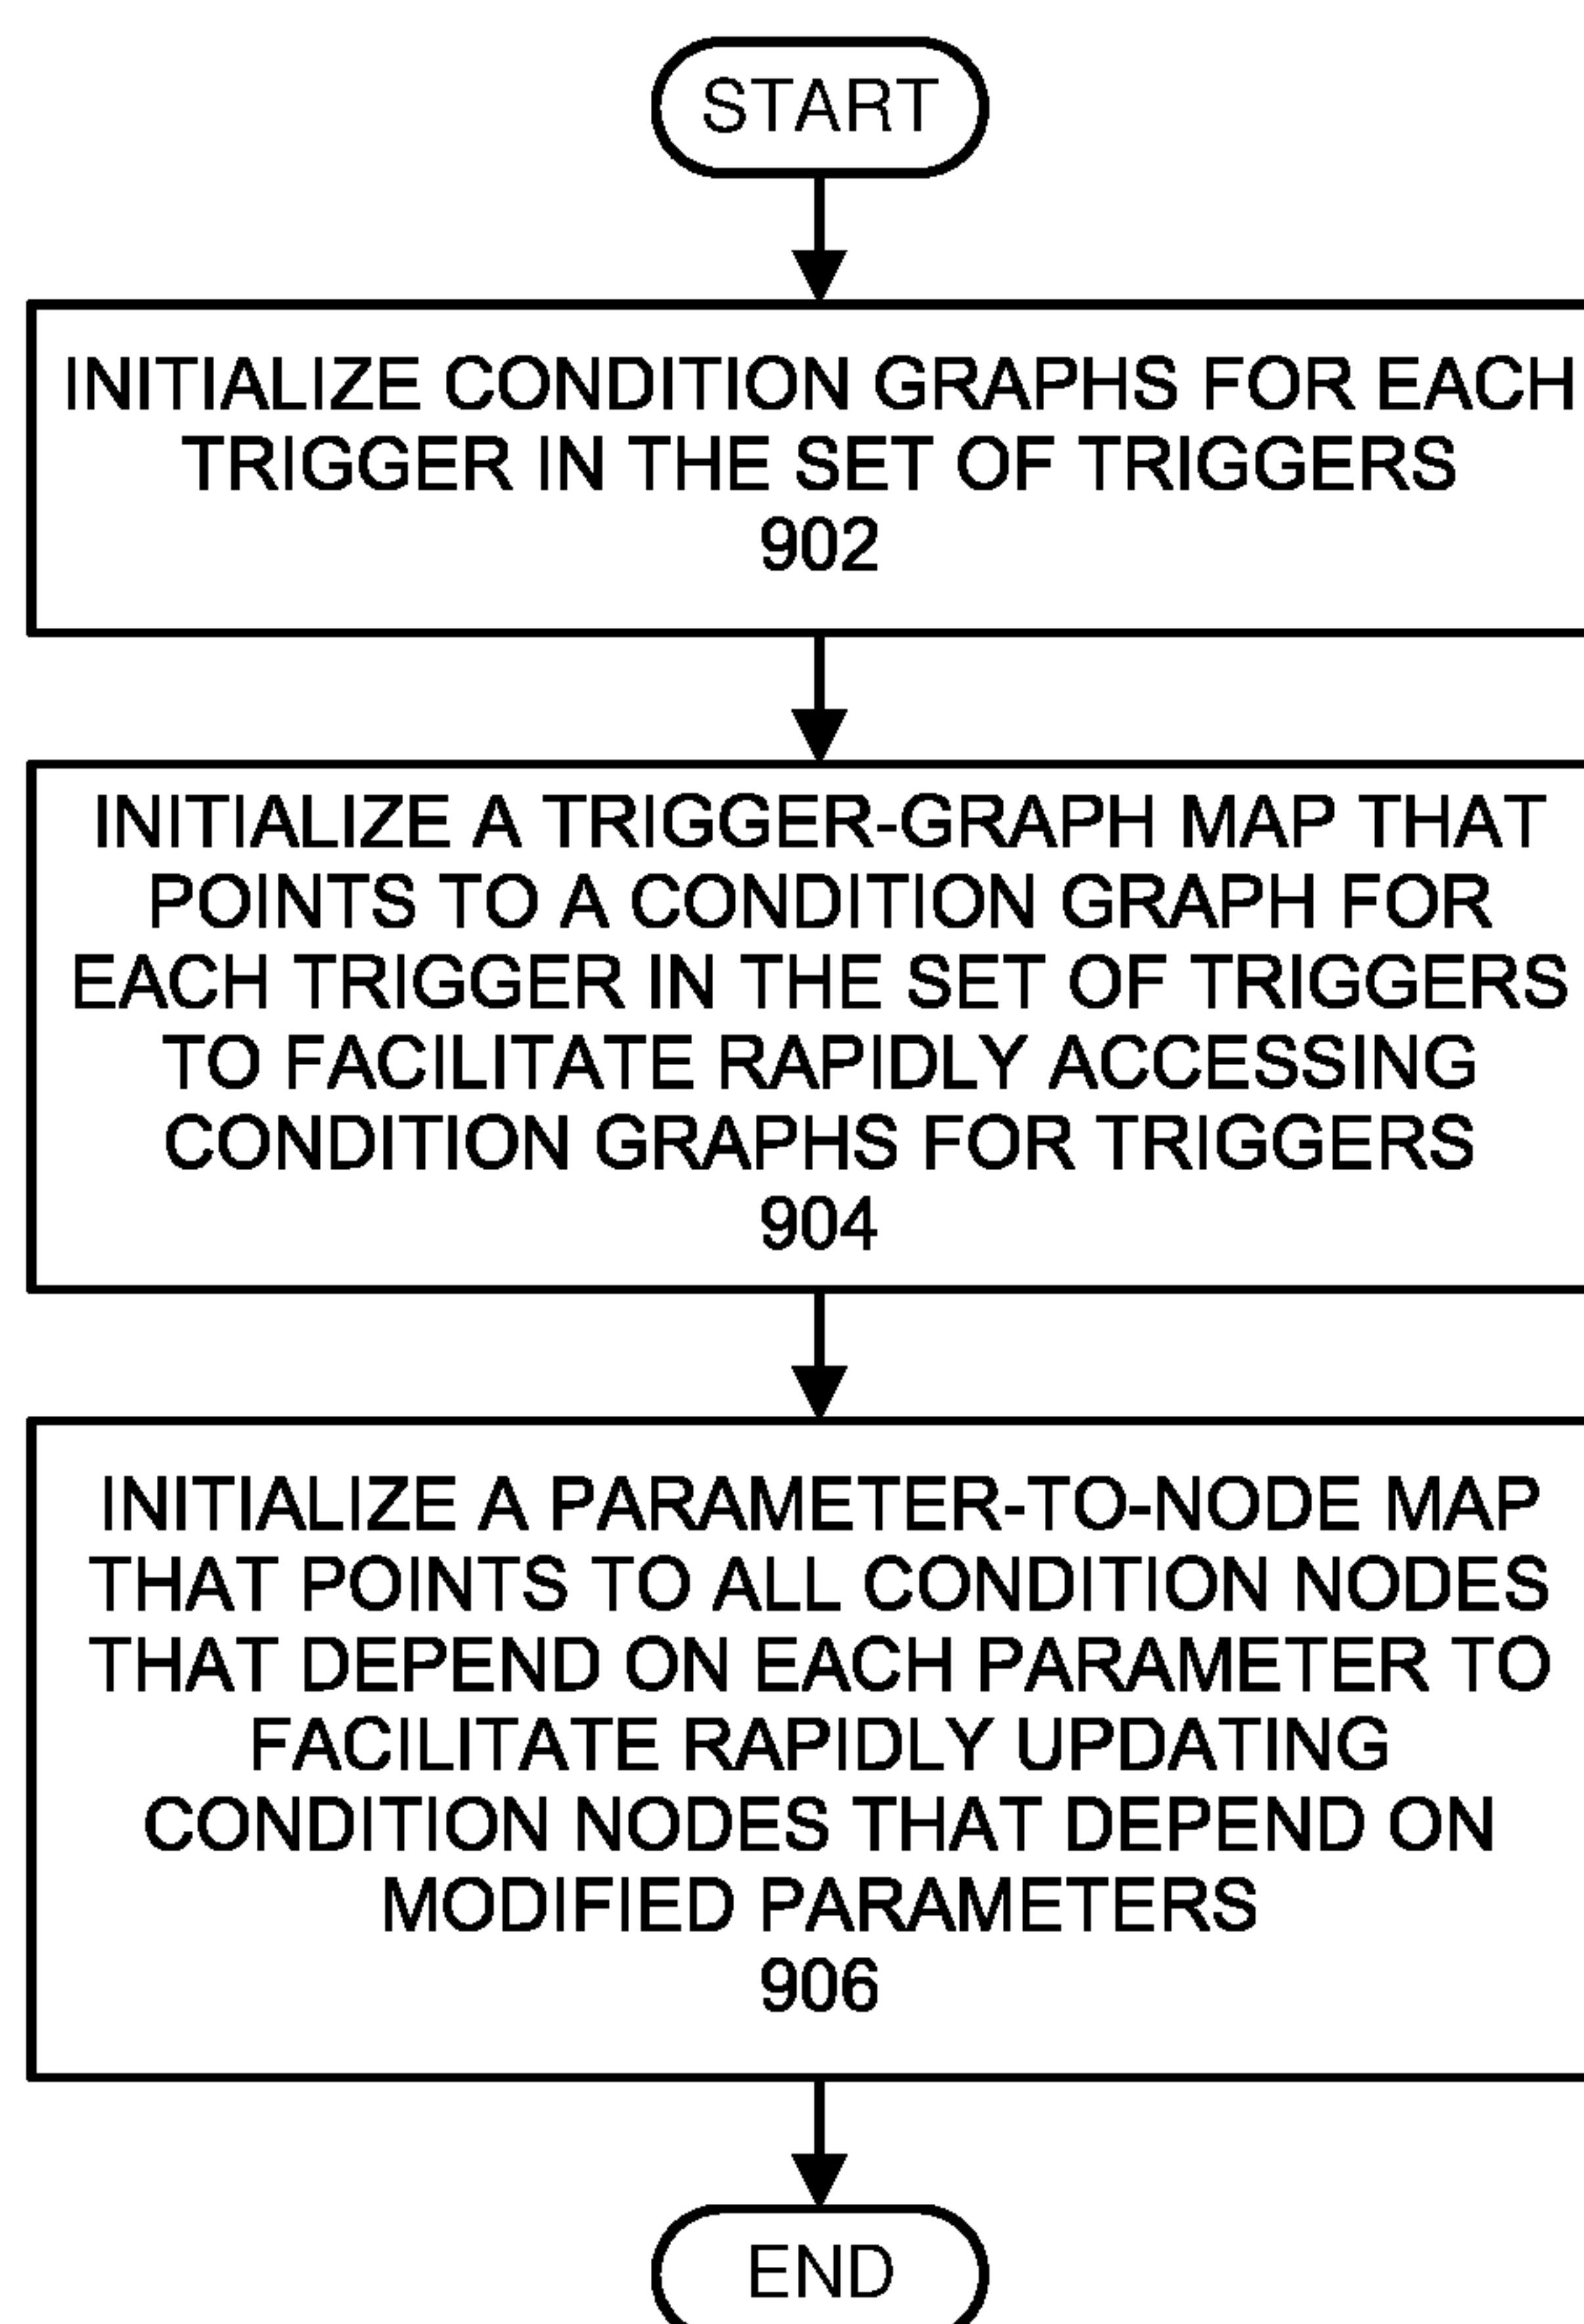 START
INITIALIZE CONDITION GRAPHS FOR EACH
TRIGGER IN THE SET OF TRIGGERS
902
INITIALIZE A TRIGGER-GRAPH MAP THAT
POINTS TO A CONDITION GRAPH FOR
EACH TRIGGER IN THE SET OF TRIGGERS
TO FACILITATE RAPIDLY ACCESSING
CONDITION GRAPHS FOR TRIGGERS
904
INITIALIZE A PARAMETER-TO-NODE MAP
THAT POINTS TO ALL CONDITION NODES
THAT DEPEND ON EACH PARAMETER TO
FACILITATE RAPIDLY UPDATING
CONDITION NODES THAT DEPEND ON
MODIFIED PARAMETERS
906
END